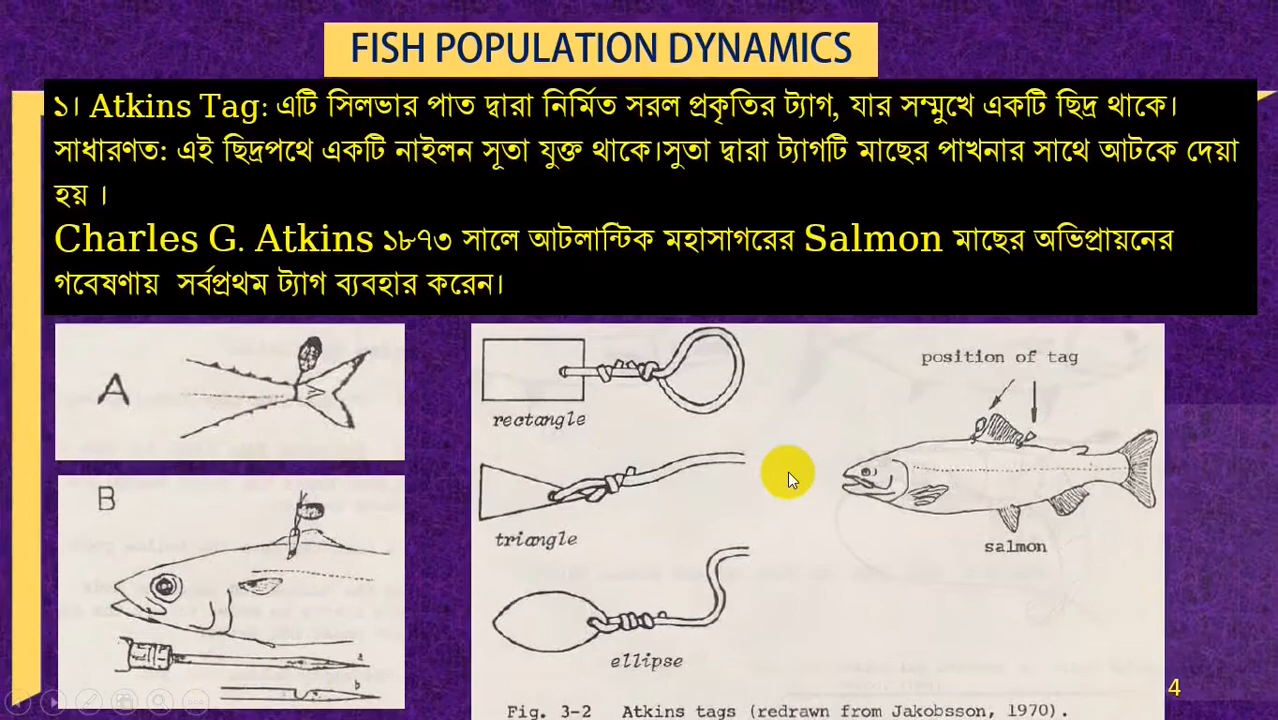 FISH POPULATION DYNAMICS
১। Atkins Tag: এটি সিলভার পাত দ্বারা নির্মিত সরল প্রকৃতির ট্যাগ, যার সম্মুখে একটি ছিদ্র থাকে।
সাধারণত: এই ছিদ্রপথে একটি নাইলন সূতা যুক্ত থাকে।সুতা দ্বারা ট্যাগটি মাছের পাখনার সাথে আটকে দেয়া
হয় ।
Charles G. Atkins ১৮৭৩ সালে আটলান্টিক মহাসাগরের Salmon মাছের অভিপ্রায়নের
গবেষণায় সর্বপ্রথম ট্যাগ ব্যবহার করেন।
A
B
a
b
rectangle
triangle
ellipse
position of tag
salmon
Fig. 3-2 Atkins tags (redrawn from Jakobsson, 1970).
4